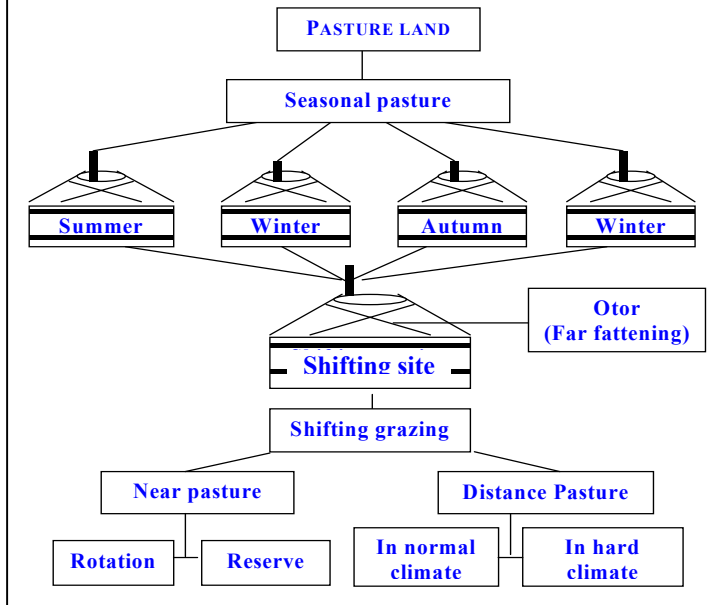 PASTURE LAND
Seasonal pasture
Summer
Winter
Autumn
Winter
Otor
(Far fattening)
Shifting site
Shifting grazing
Near pasture
Distance Pasture
Rotation
Reserve
In normal
climate
In hard
climate